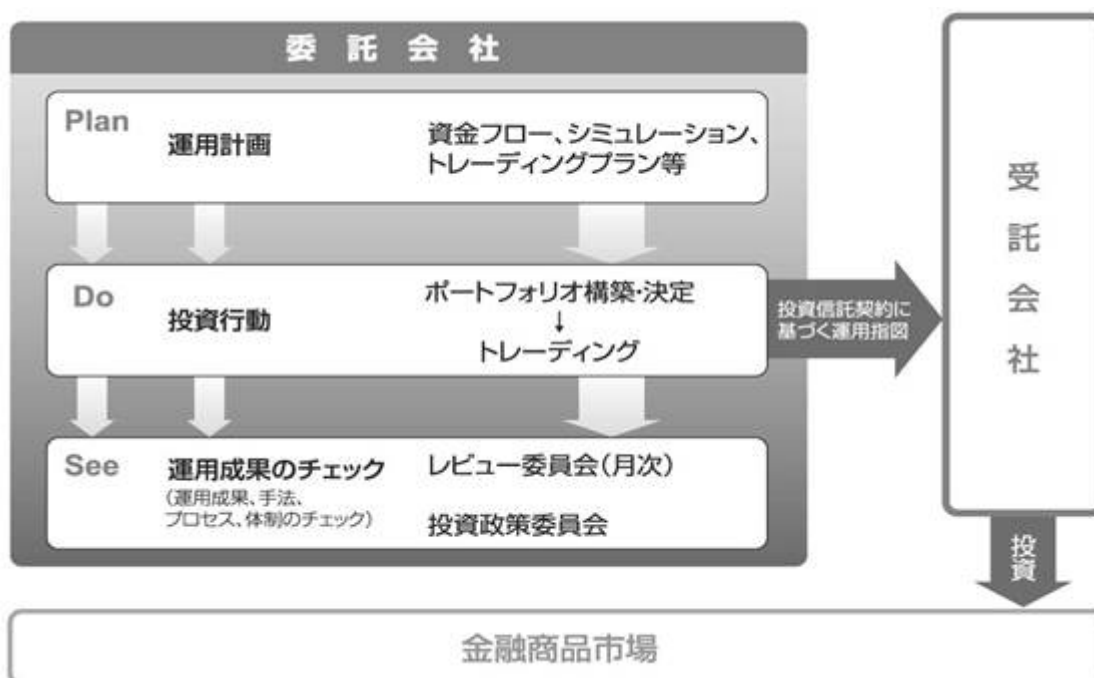 委託会社
Plan
運用計画
資金フロー、シミュレーション、
トレーディングプラン等
Do
投資行動
ポートフォリオ構築・決定
↓
トレーディング
投資信託契約に
基づく運用指図
See
運用成果のチェック
(運用成果、手法、
プロセス、体制のチェック)
レビュー委員会(月次)
投資政策委員会
受託会社
投資
金融商品市場